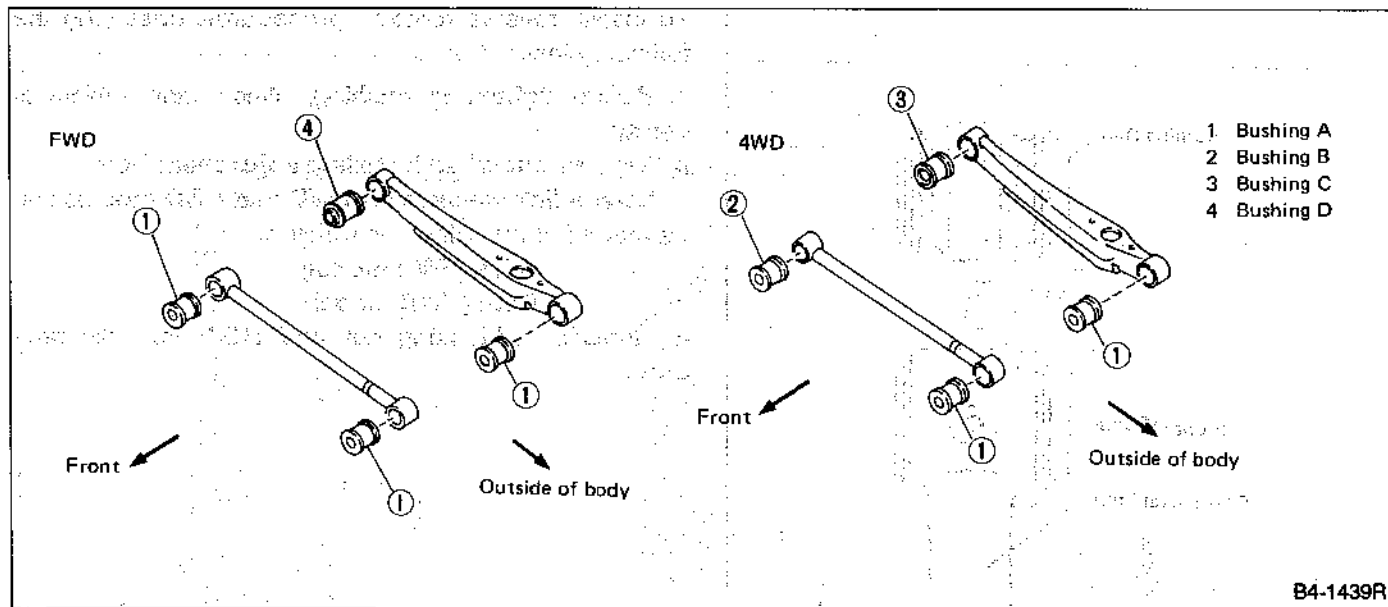 FWD
4
1
1
1
Front
Outside of body
4WD
3
2
1
1
Front
Outside of body
1 Bushing A
2 Bushing B
3 Bushing C
4 Bushing D
B4-1439R